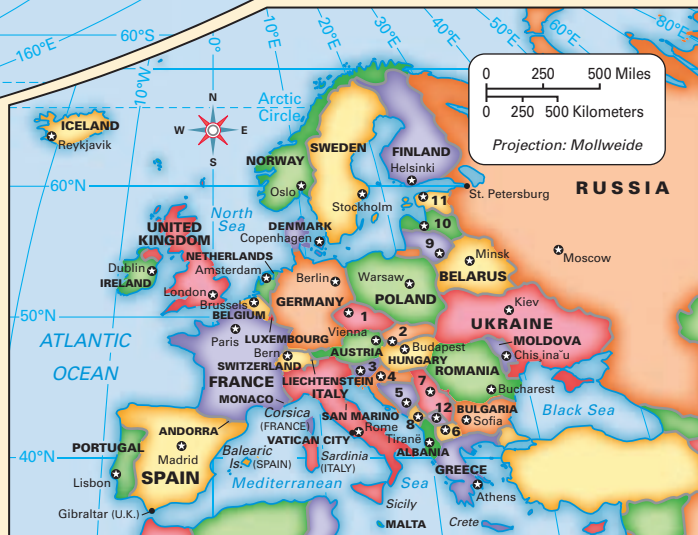 160°E
60°S
10°W
0°
10°E
20°E
30°E
40°E
50°E
60°E
80°E
0 250 500 Miles
0 250 500 Kilometers
Projection: Mollweide
N
W E
S
Arctic
Circle
ICELAND
Reykjavik
NORWAY
Oslo
SWEDEN
Stockholm
FINLAND
Helsinki
St. Petersburg
RUSSIA
Moscow
60°N
11
10
9
North
Sea
DENMARK
Copenhagen
UNITED
KINGDOM
London
Dublin
IRELAND
NETHERLANDS
Amsterdam
Brussels
BELGIUM
Berlin
GERMANY
Warsaw
POLAND
Minsk
BELARUS
Kiev
UKRAINE
MOLDOVA
Chis ina˘u
50°N
ATLANTIC
OCEAN
Paris
LUXEMBOURG
Bern
SWITZERLAND
FRANCE
LIECHTENSTEIN
MONACO
1
Vienna
AUSTRIA
2
Budapest
HUNGARY
3
4
5
7
8
12
6
ROMANIA
Bucharest
BULGARIA
Sofia
Black Sea
ITALY
SAN MARINO
Rome
VATICAN CITY
Corsica
(FRANCE)
Sardinia
(ITALY)
Tiranë
ALBANIA
GREECE
Athens
ANDORRA
Balearic
Is. (SPAIN)
PORTUGAL
Lisbon
Madrid
SPAIN
Gibraltar (U.K.)
40°N
Mediterranean Sea
Sicily
MALTA
Crete